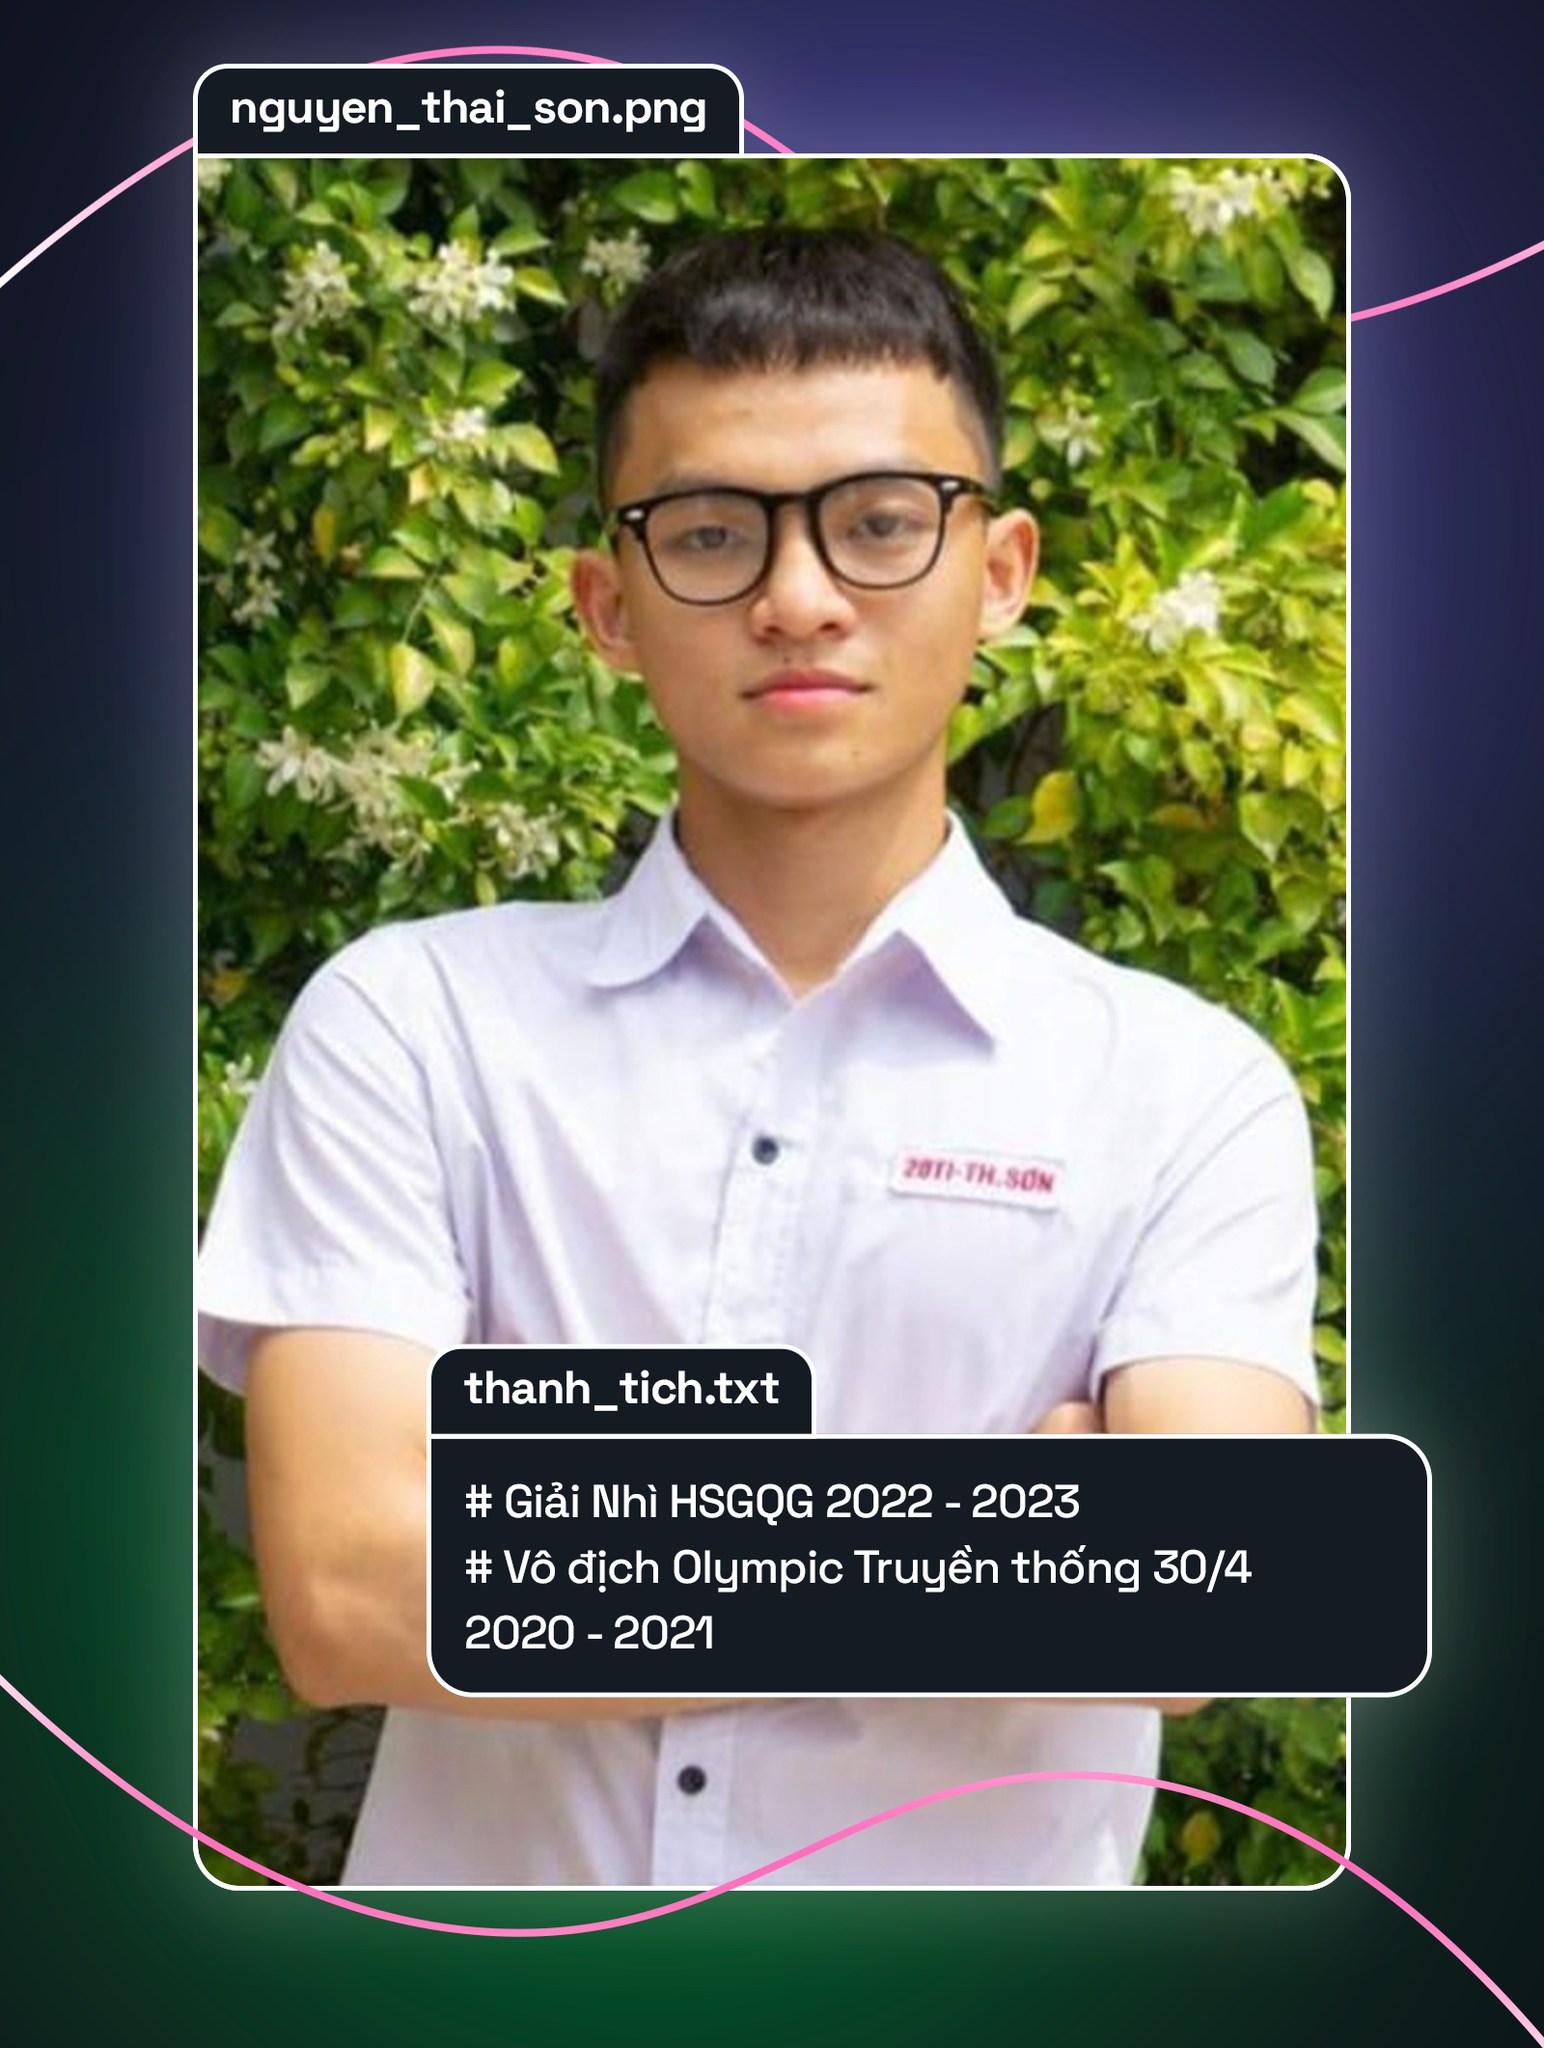 nguyen_thai_son.png
28TI-TH.SƠN
thanh_tich.txt
# Giải Nhì HSGQG 2022 - 2023
# Vô địch Olympic Truyền thống 30/4
2020 - 2021